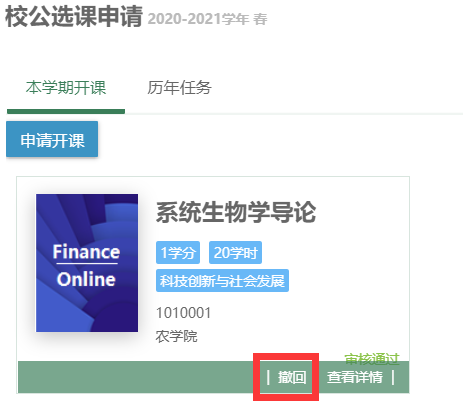 校公选课申请 2020-2021学年 春
本学期开课 历年任务
申请开课
Finance
Online
系统生物学导论
1学分 20学时
科技创新与社会发展
1010001
农学院
审核通过
| 撤回 查看详情 |